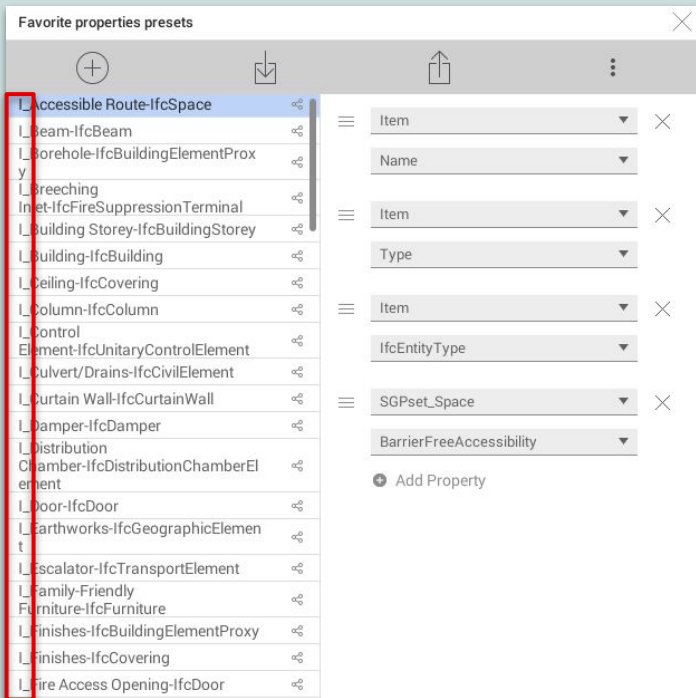 Favorite properties presets
I_Accessible Route-IfcSpace
I_Beam-IfcBeam
I_Borehole-IfcBuildingElementProx
y
I_Breeching
Inlet-IfcFireSuppressionTerminal
I_Building Storey-IfcBuildingStorey
I_Building-IfcBuilding
I_Ceiling-IfcCovering
I_Column-IfcColumn
I_Control
Element-IfcUnitaryControlElement
I_Culvert/Drains-IfcCivilElement
I_Curtain Wall-IfcCurtainWall
I_Damper-IfcDamper
I_Distribution
Chamber-IfcDistributionChamberEl
ement
I_Door-IfcDoor
I_Earthworks-IfcGeographicElemen
t
I_Escalator-IfcTransportElement
I_Family-Friendly
Furniture-IfcFurniture
I_Finishes-IfcBuildingElementProxy
I_Finishes-IfcCovering
I_Fire Access Opening-IfcDoor
Item
Name
Item
Type
Item
IfcEntityType
SGPset_Space
BarrierFreeAccessibility
Add Property